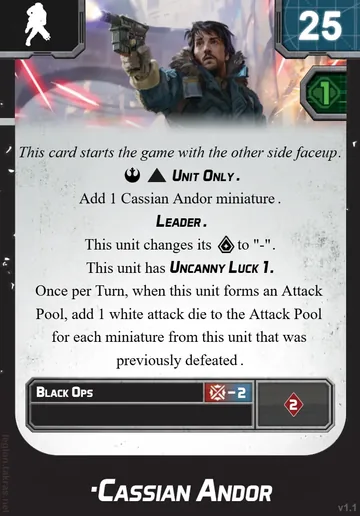 25
1
This card starts the game with the other side faceup.
Unit Only.
Add 1 Cassian Andor miniature.
Leader.
This unit changes its to "-".
This unit has Uncanny Luck 1.
Once per Turn, when this unit forms an Attack
Pool, add 1 white attack die to the Attack Pool
for each miniature from this unit that was
previously defeated.
Black Ops -2
2
•Cassian Andor
v1.1